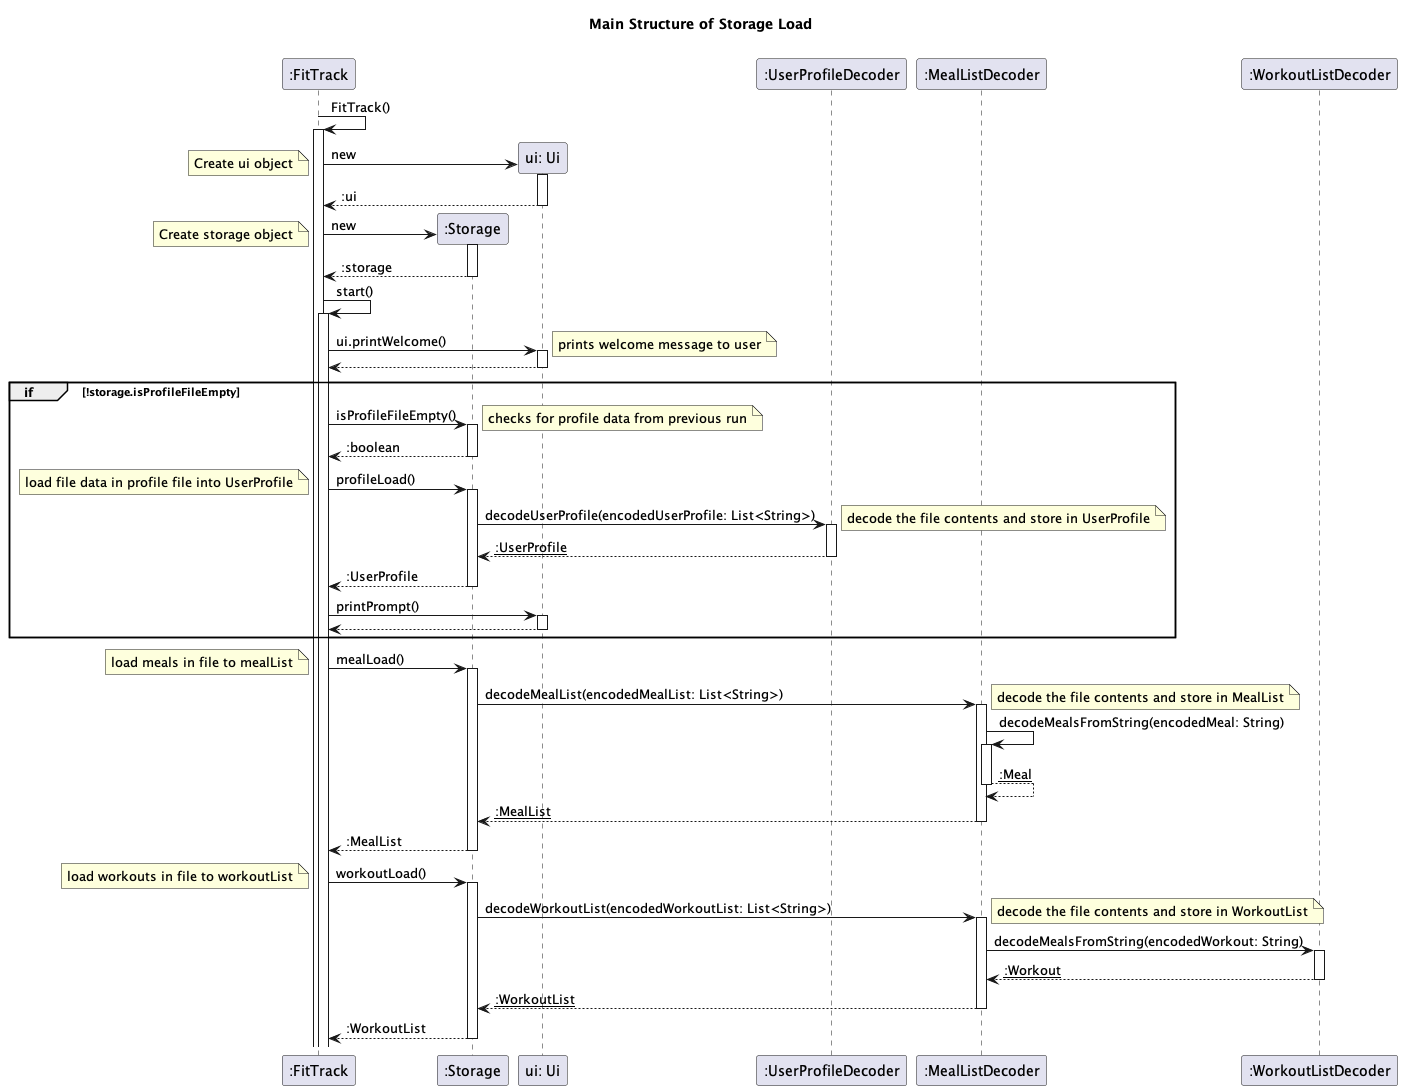 Main Structure of Storage Load
:FitTrack
:UserProfileDecoder
:MealListDecoder
:WorkoutListDecoder
FitTrack()
Create ui object
new
ui: Ui
:ui
Create storage object
new
:Storage
:storage
start()
ui.printWelcome()
prints welcome message to user
if
[!storage.isProfileFileEmpty]
isProfileFileEmpty()
checks for profile data from previous run
:boolean
load file data in profile file into UserProfile
profileLoad()
decodeUserProfile(encodedUserProfile: List<String>)
decode the file contents and store in UserProfile
:UserProfile
:UserProfile
printPrompt()
load meals in file to mealList
mealLoad()
decodeMealList(encodedMealList: List<String>)
decode the file contents and store in MealList
decodeMealsFromString(encodedMeal: String)
:Meal
:MealList
:MealList
load workouts in file to workoutList
workoutLoad()
decodeWorkoutList(encodedWorkoutList: List<String>)
decode the file contents and store in WorkoutList
decodeMealsFromString(encodedWorkout: String)
:Workout
:WorkoutList
:WorkoutList
:FitTrack
:Storage
ui: Ui
:UserProfileDecoder
:MealListDecoder
:WorkoutListDecoder